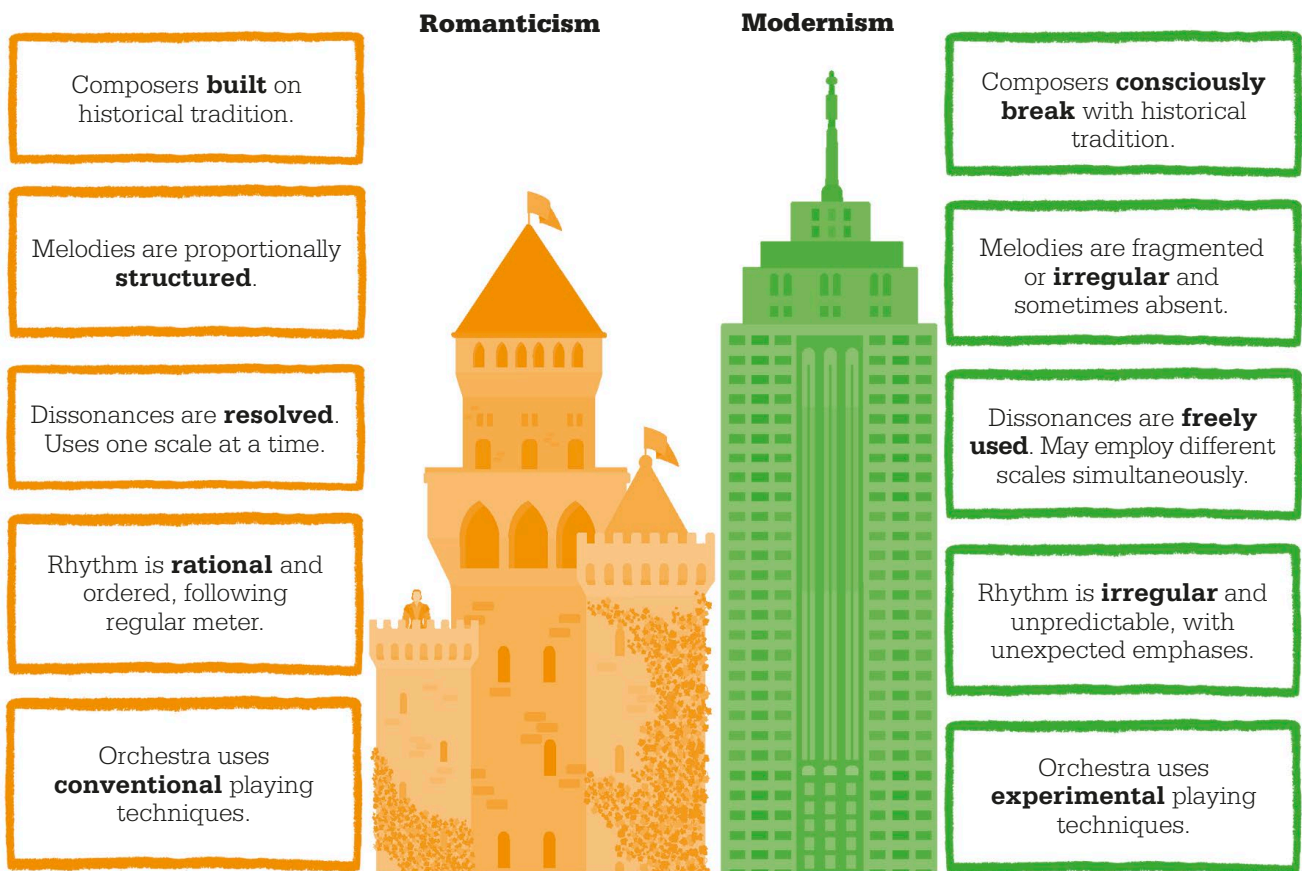 Romanticism
Composers built on
historical tradition.
Melodies are proportionally
structured.
Dissonances are resolved.
Uses one scale at a time.
Rhythm is rational and
ordered, following
regular meter.
Orchestra uses
conventional playing
techniques.
Modernism
Composers consciously
break with historical
tradition.
Melodies are fragmented
or irregular and
sometimes absent.
Dissonances are freely
used. May employ different
scales simultaneously.
Rhythm is irregular and
unpredictable, with
unexpected emphases.
Orchestra uses
experimental playing
techniques.